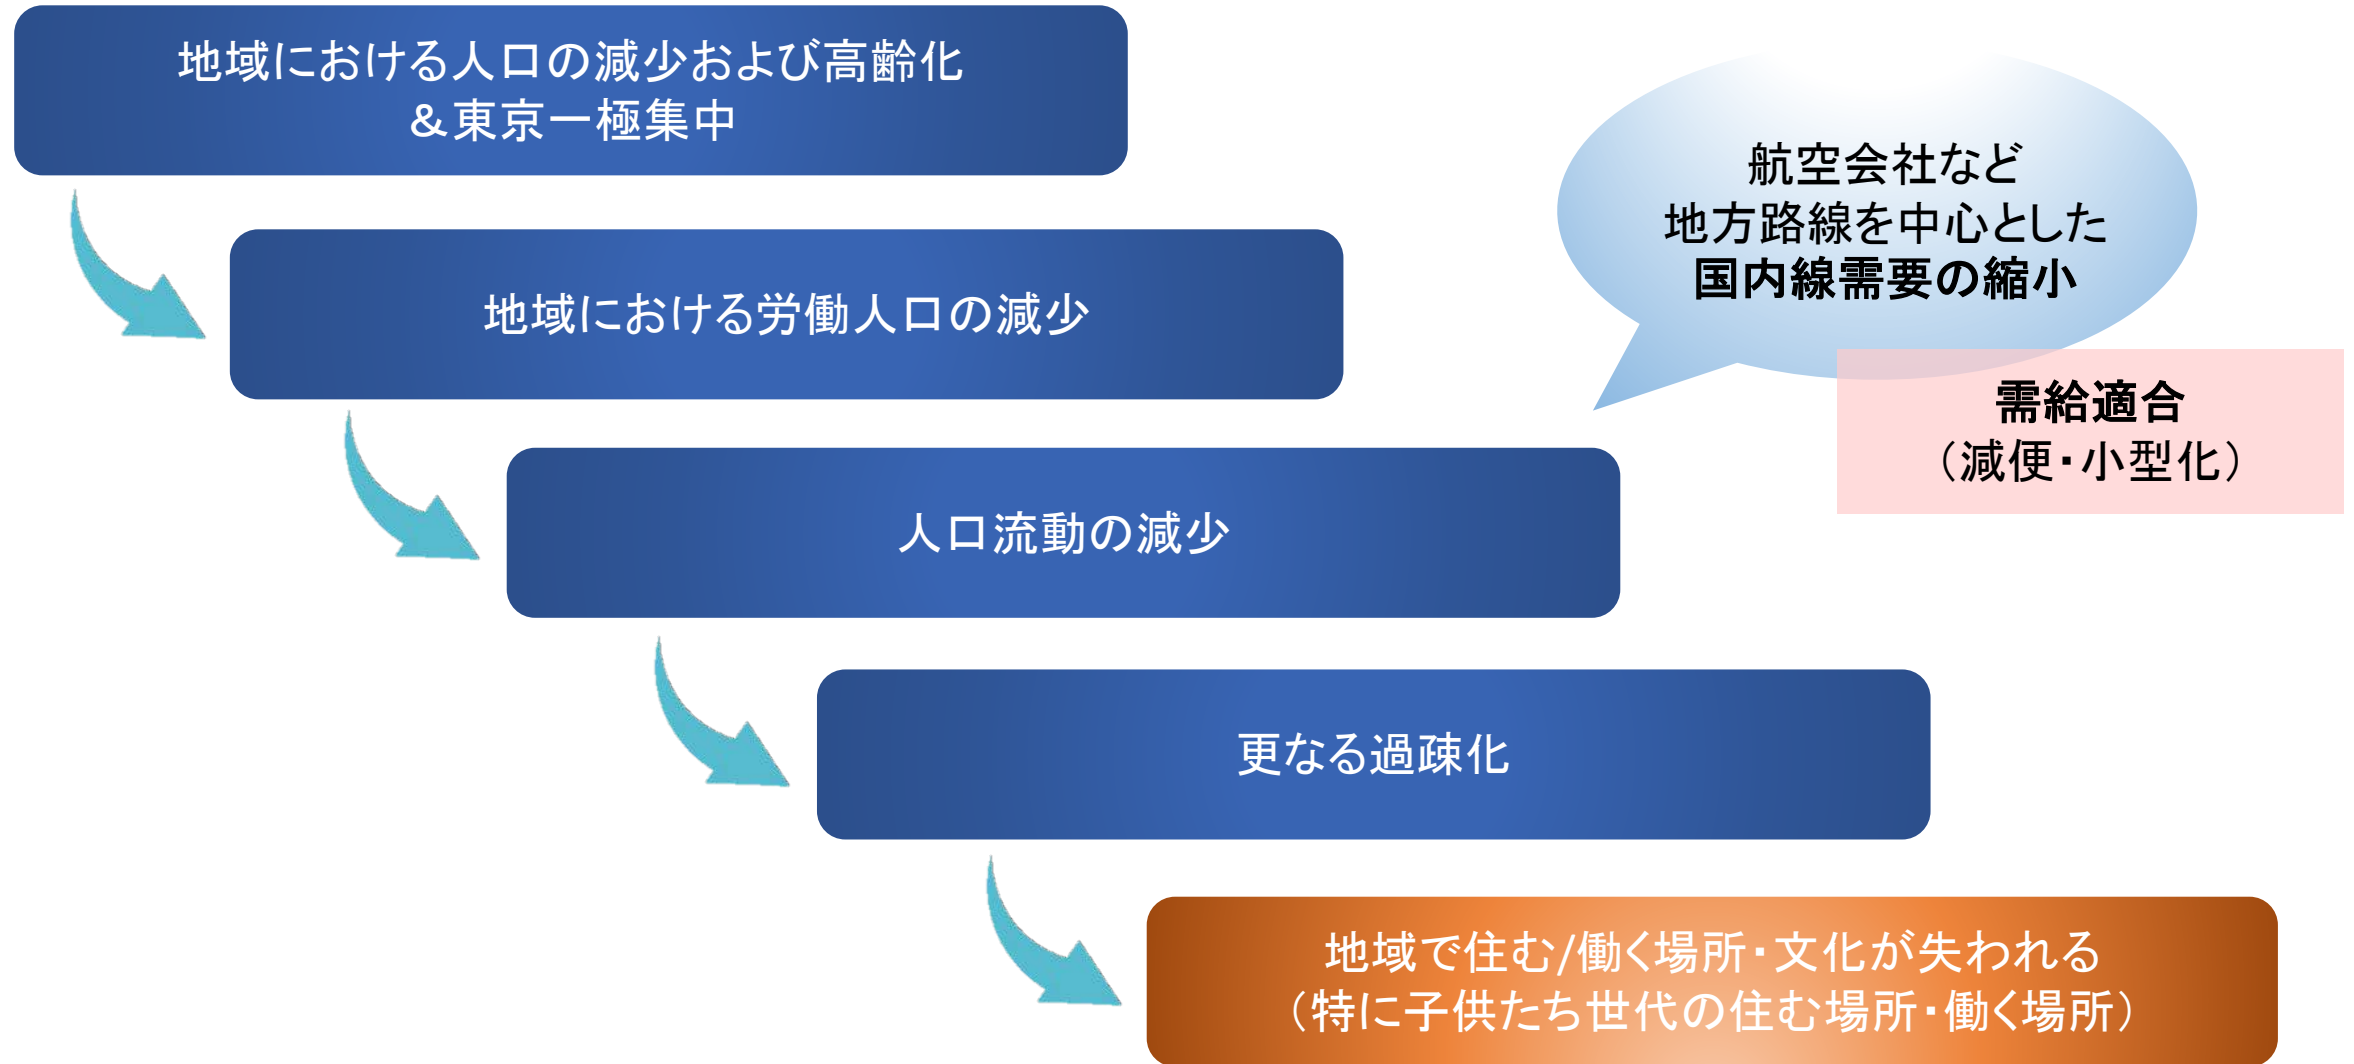 地域における人口の減少および高齢化
＆東京一極集中
地域における労働人口の減少
航空会社など
地方路線を中心とした
国内線需要の縮小
需給適合
（減便・小型化）
人口流動の減少
更なる過疎化
地域で住む/働く場所・文化が失われる
（特に子供たち世代の住む場所・働く場所）